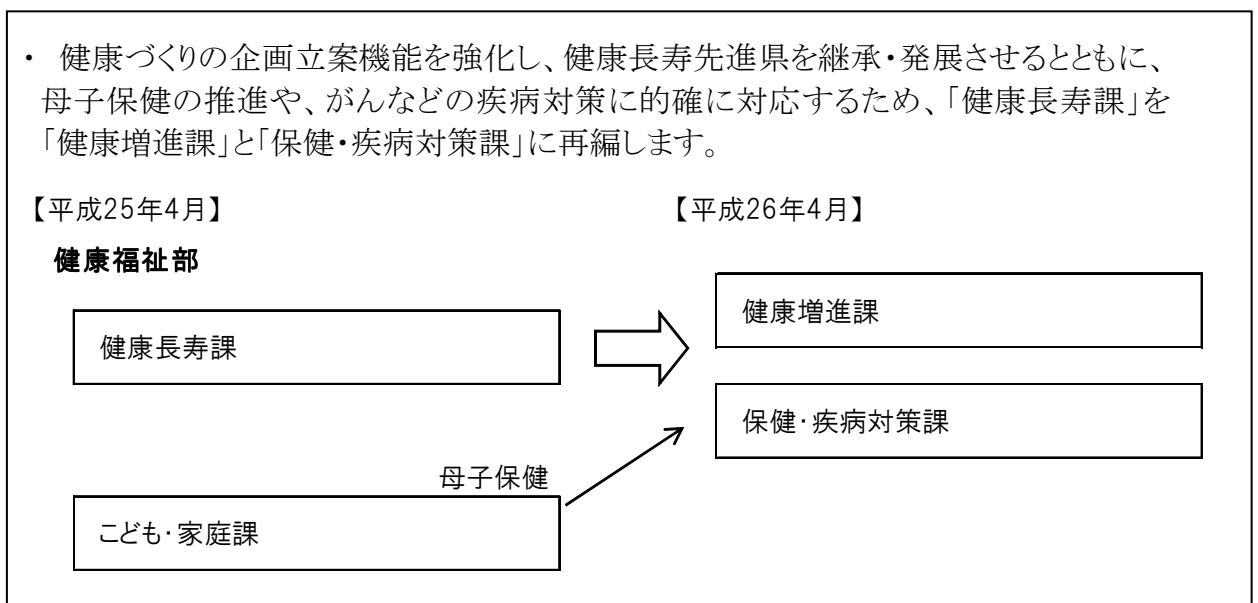 ・ 健康づくりの企画立案機能を強化し、健康長寿先進県を継承・発展させるとともに、
母子保健の推進や、がんなどの疾病対策に的確に対応するため、「健康長寿課」を
「健康増進課」と「保健・疾病対策課」に再編します。
【平成25年4月】
【平成26年4月】
健康福祉部
健康長寿課
健康増進課
保健・疾病対策課
母子保健
こども・家庭課